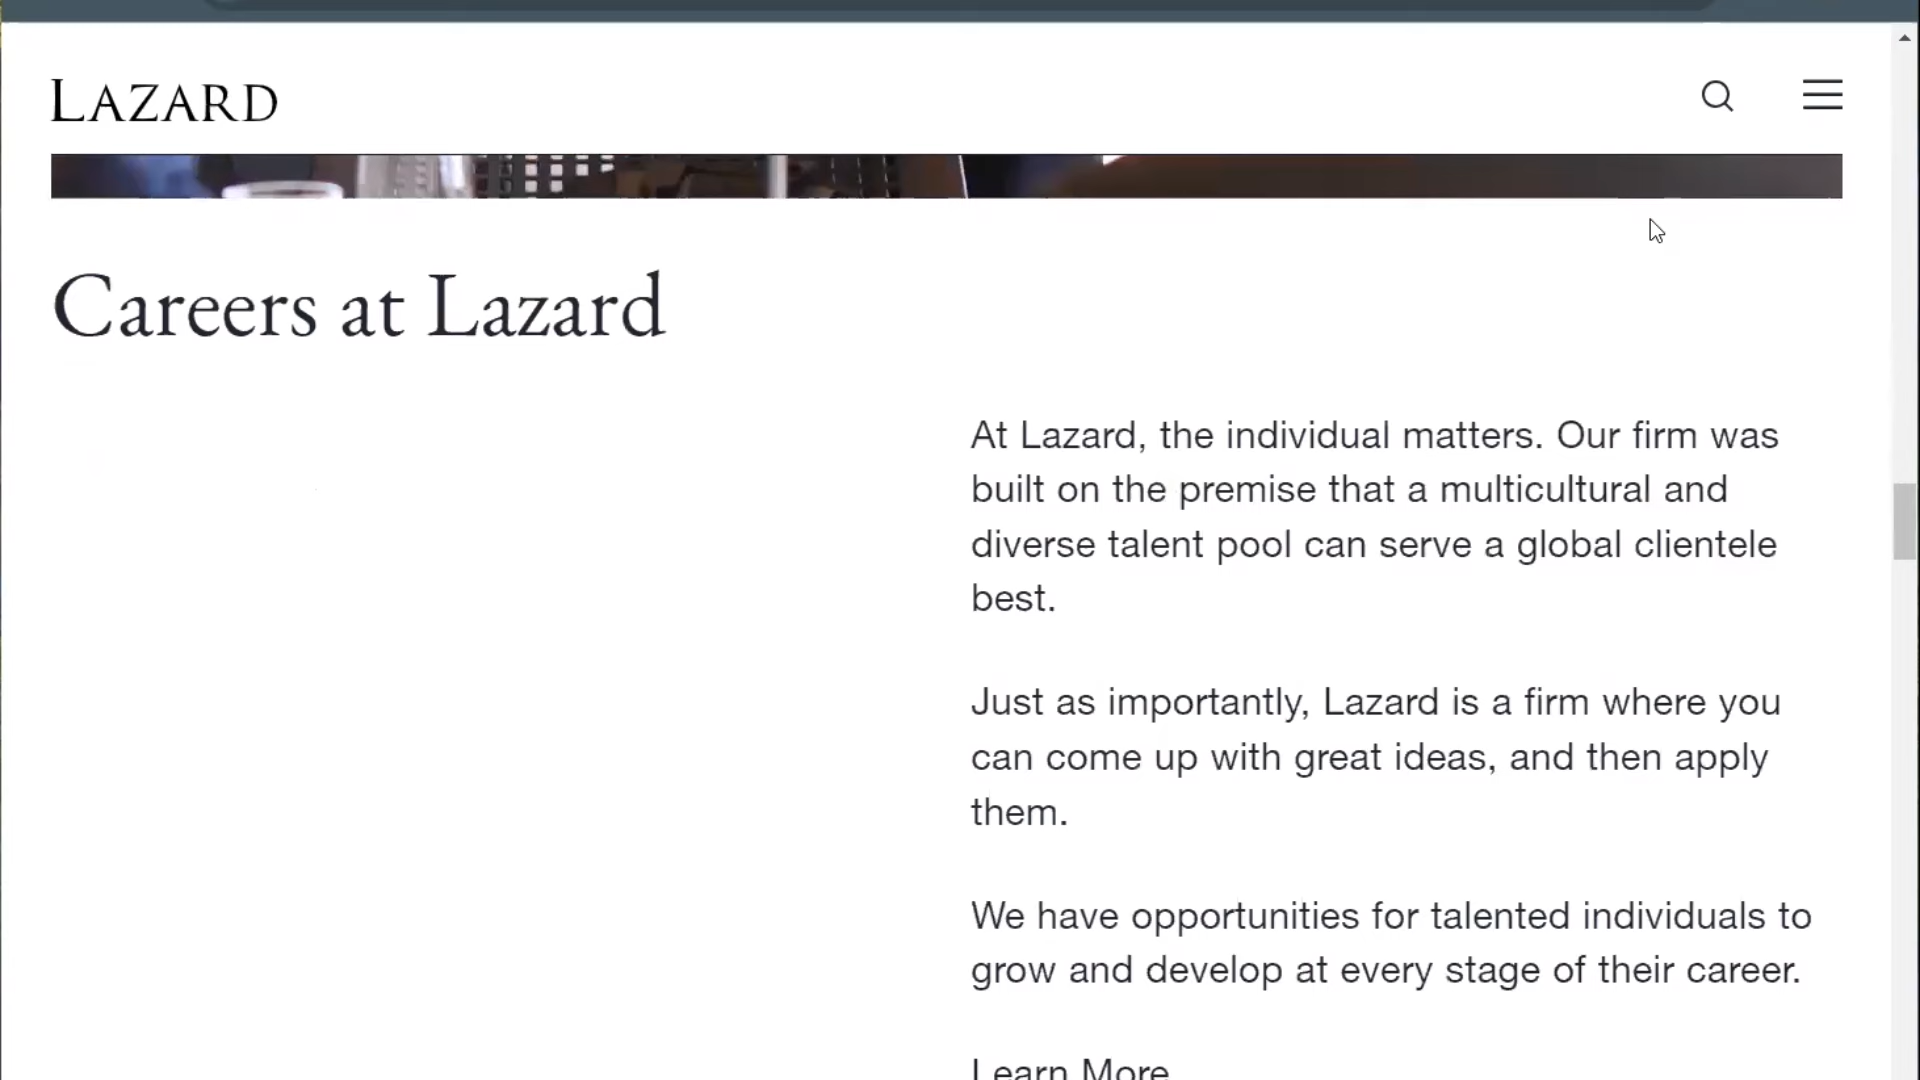 LAZARD
Careers at Lazard
At Lazard, the individual matters. Our firm was
built on the premise that a multicultural and
diverse talent pool can serve a global clientele
best.
Just as importantly, Lazard is a firm where you
can come up with great ideas, and then apply
them.
We have opportunities for talented individuals to
grow and develop at every stage of their career.
Learn More